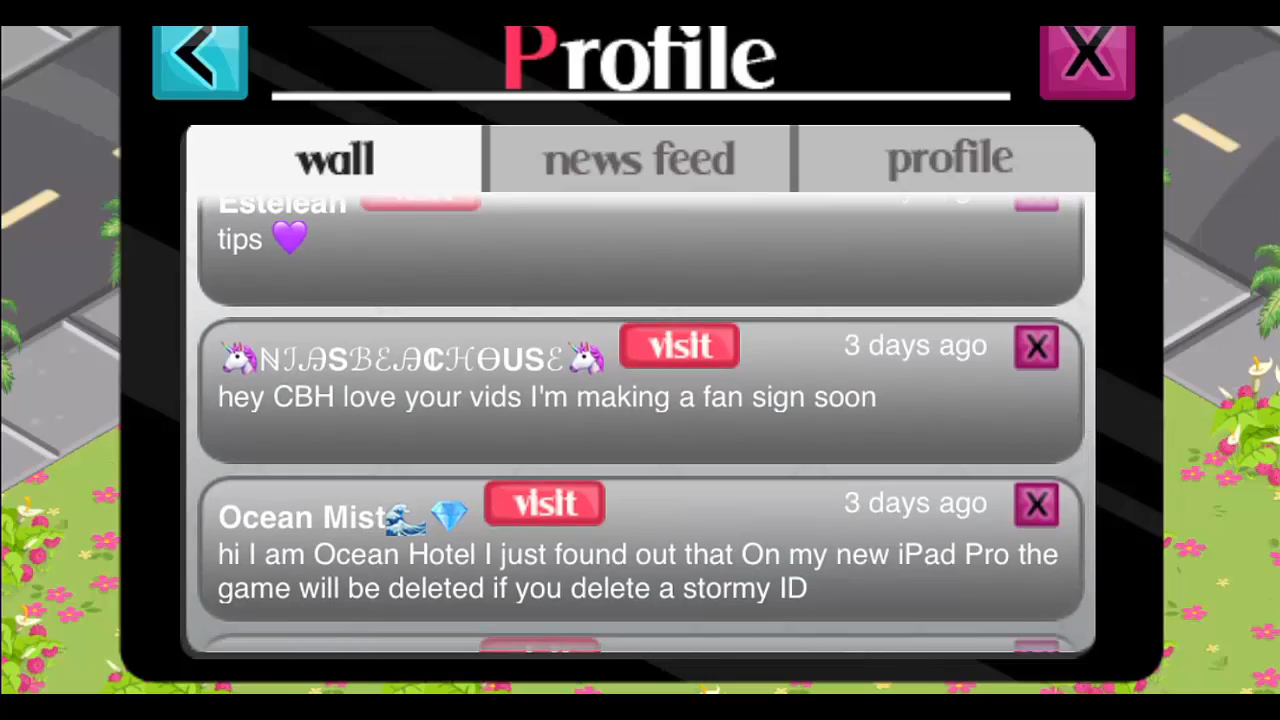 Profile
wall
news feed
profile
Estelean
tips 💜
🦄NIASBEACHOUSE🦄 visit 3 days ago X
hey CBH love your vids I'm making a fan sign soon
Ocean Mist🌊💎 visit 3 days ago X
hi I am Ocean Hotel I just found out that On my new iPad Pro the
game will be deleted if you delete a stormy ID